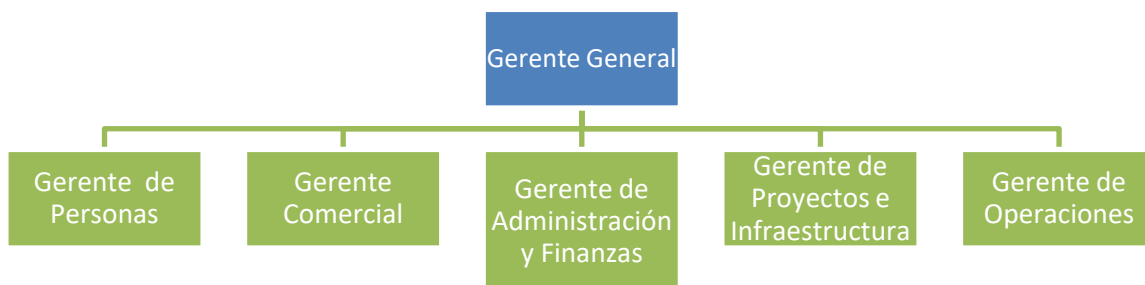 Gerente General
Gerente de
Personas
Gerente
Comercial
Gerente de
Administración
y Finanzas
Gerente de
Proyectos e
Infraestructura
Gerente de
Operaciones